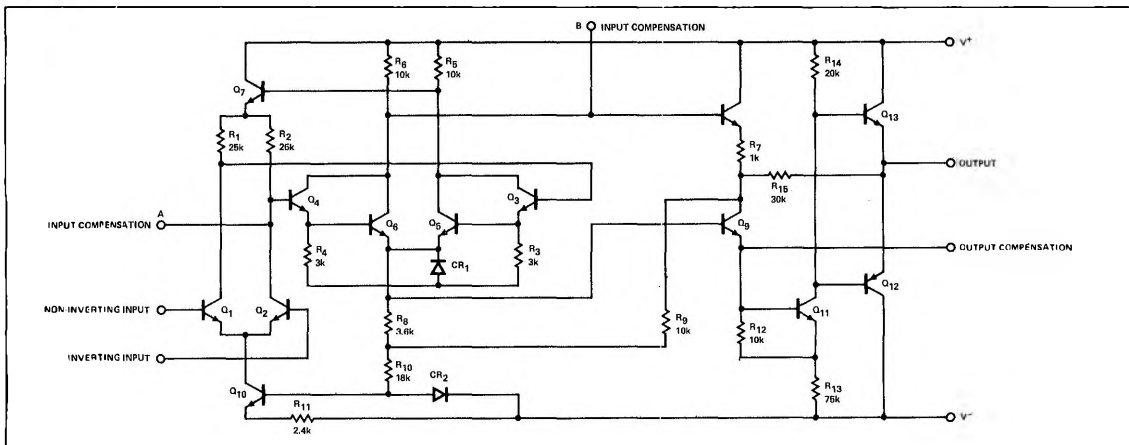 B
INPUT COMPENSATION
V+
R6
10k
R5
10k
R14
20k
Q7
Q13
R1
25k
R2
26k
R7
1k
OUTPUT
R15
30k
Q4
Q3
INPUT COMPENSATION
A
Q6
Q5
Q9
OUTPUT COMPENSATION
R4
3k
CR1
R3
3k
Q12
NON-INVERTING INPUT
Q1
Q2
R8
3.6k
R9
10k
R12
10k
Q11
INVERTING INPUT
R10
18k
CR2
R13
75k
Q10
R11
2.4k
V-